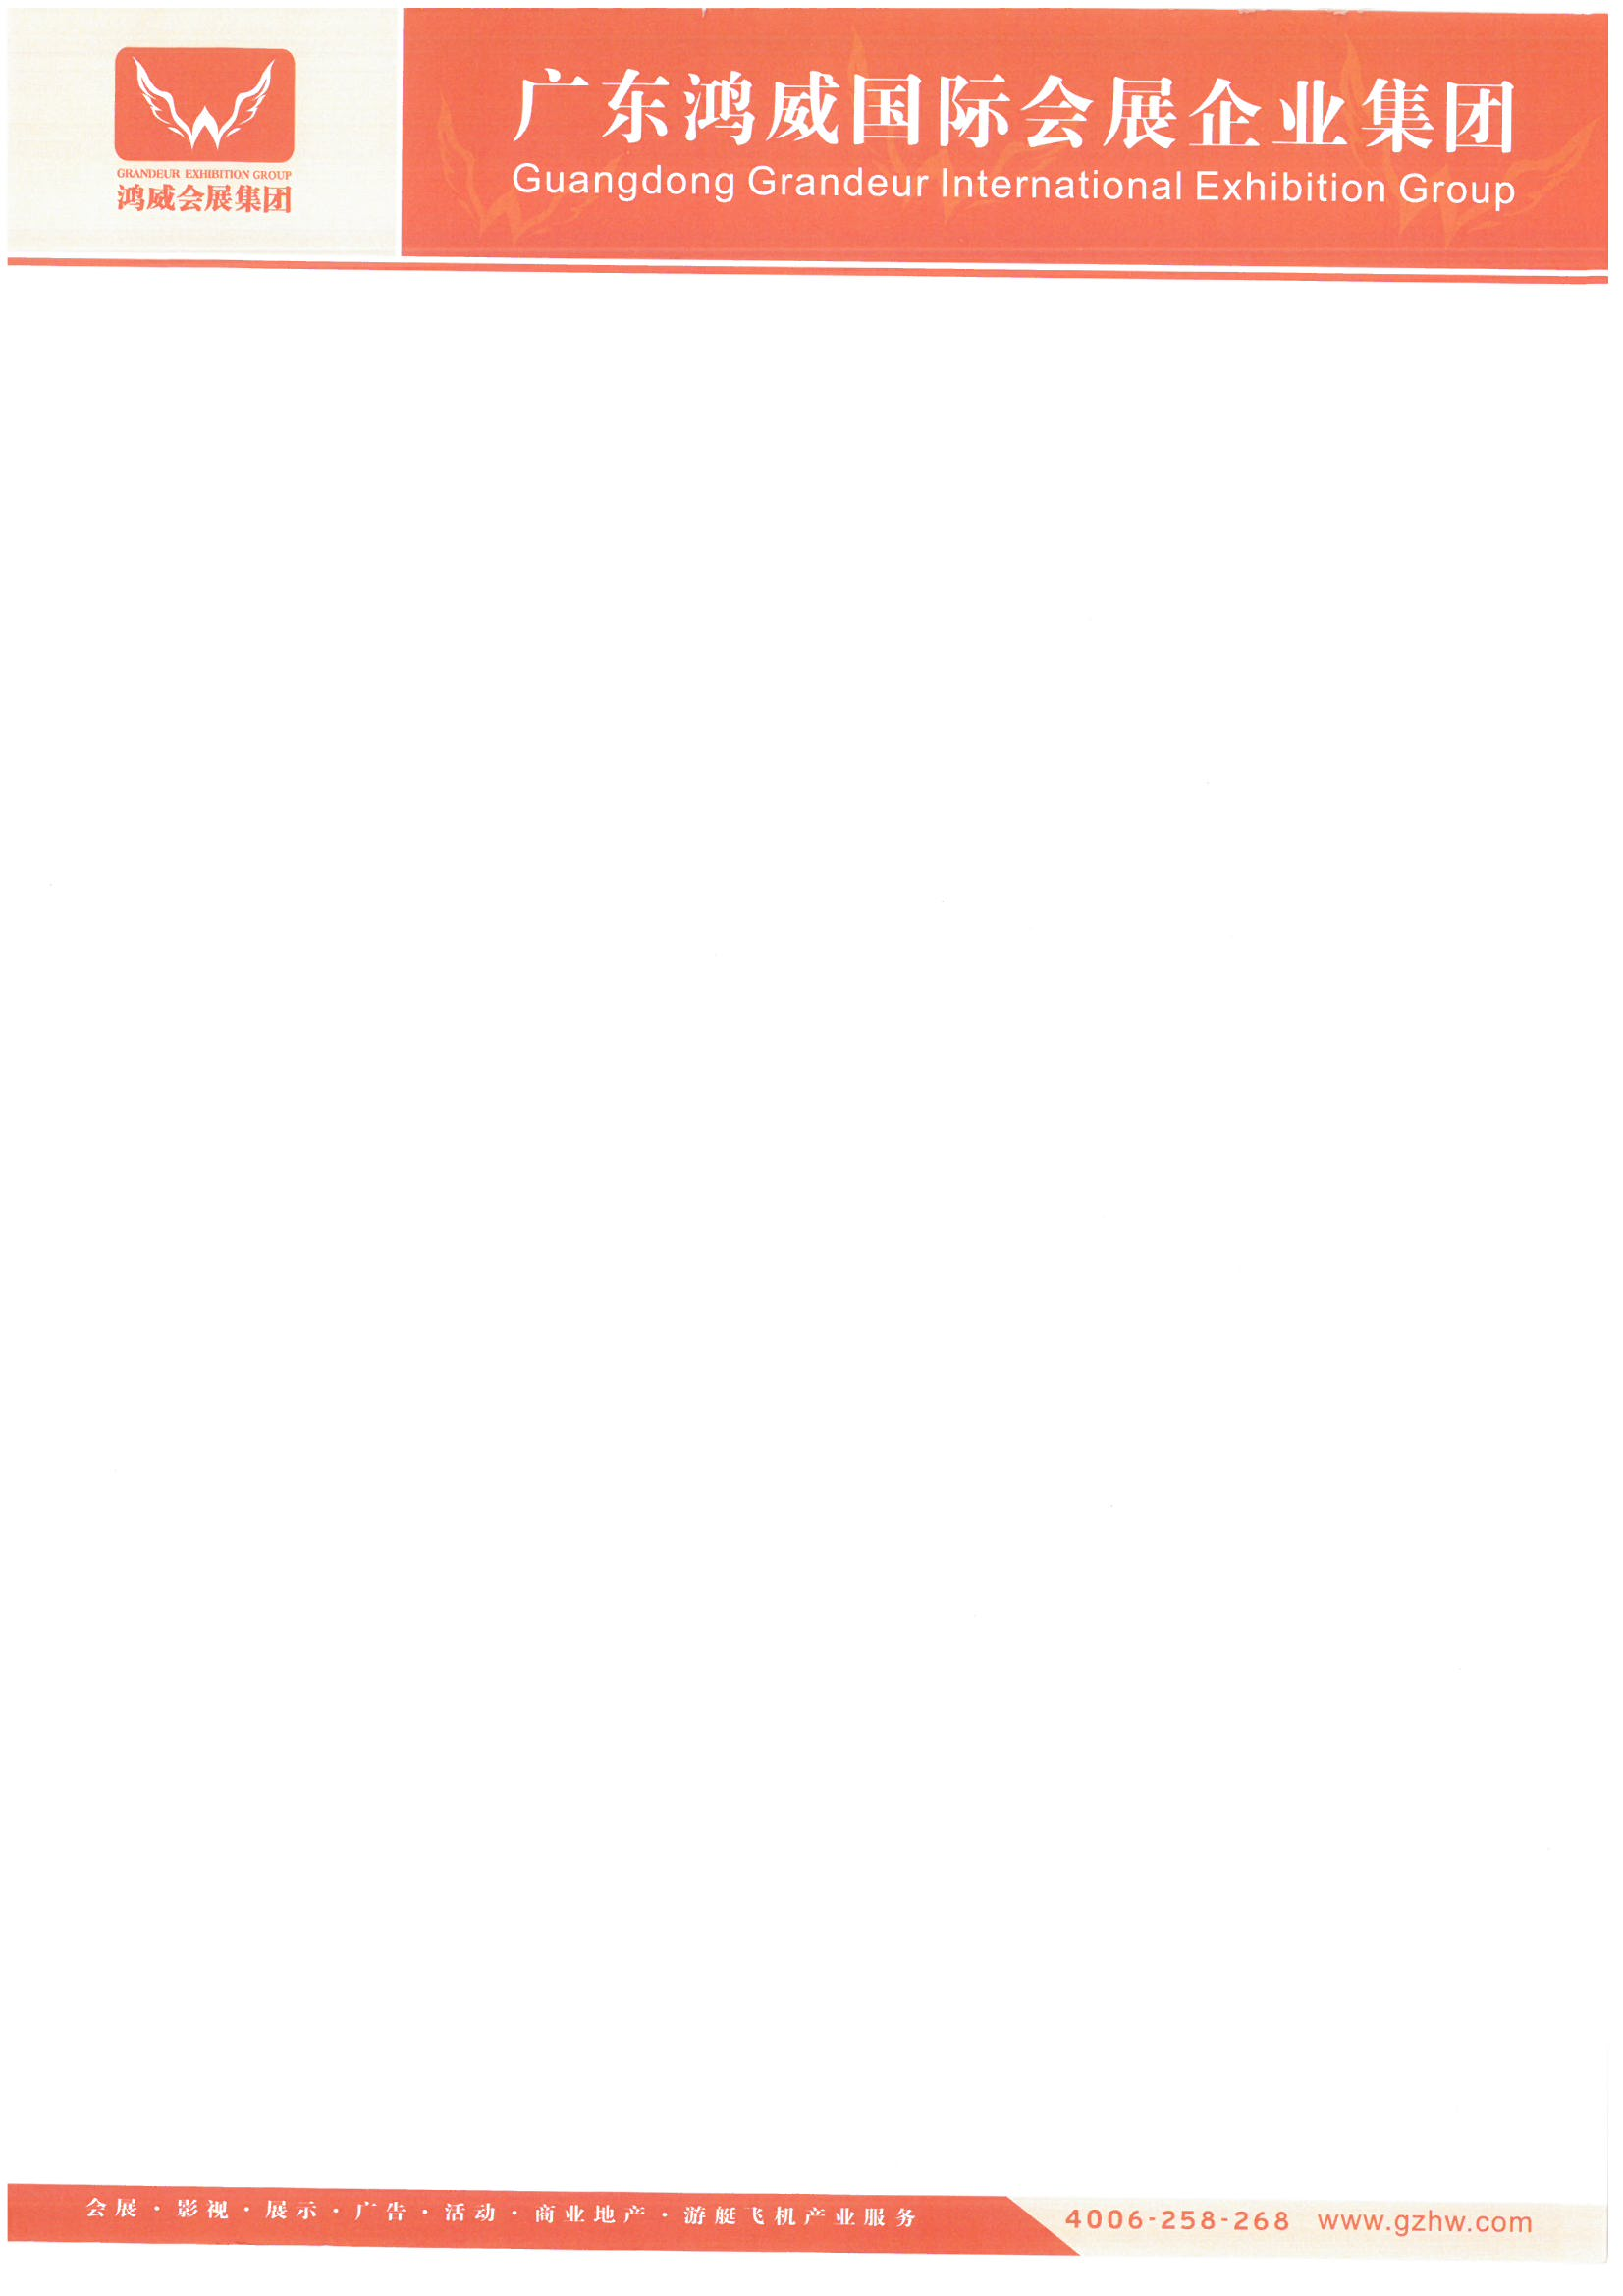 GRANDEUR EXHIBITION GROUP
鸿威会展集团
广东鸿威国际会展企业集团
Guangdong Grandeur International Exhibition Group
会展·影视·展示·广告·活动·商业地产·游艇飞机产业服务
4006-258-268 www.gzhw.com